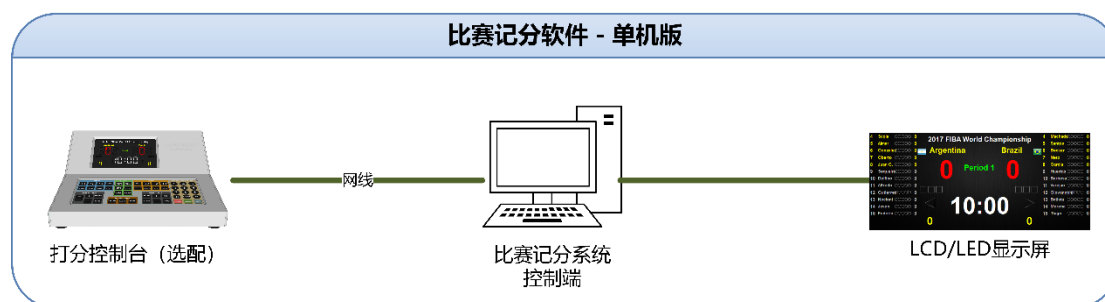 比赛记分软件 - 单机版
网线
打分控制台（选配）
比赛记分系统
控制端
2017 FIBA World Championship
Argentina
Brazil
0
Period 1
0
10:00
0
0
LCD/LED显示屏